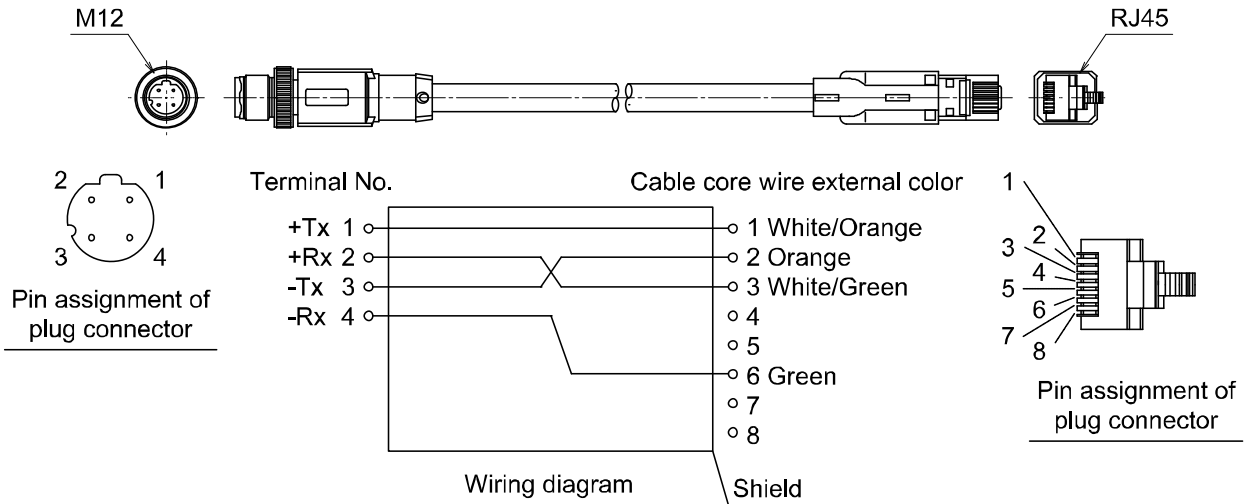 M12
RJ45
2 1
3 4
Pin assignment of
plug connector
Terminal No.
Cable core wire external color
+Tx 1
+Rx 2
-Tx 3
-Rx 4
1 White/Orange
2 Orange
3 White/Green
4
5
6 Green
7
8
Wiring diagram
Shield
1
2
3
4
5
6
7
8
Pin assignment of
plug connector